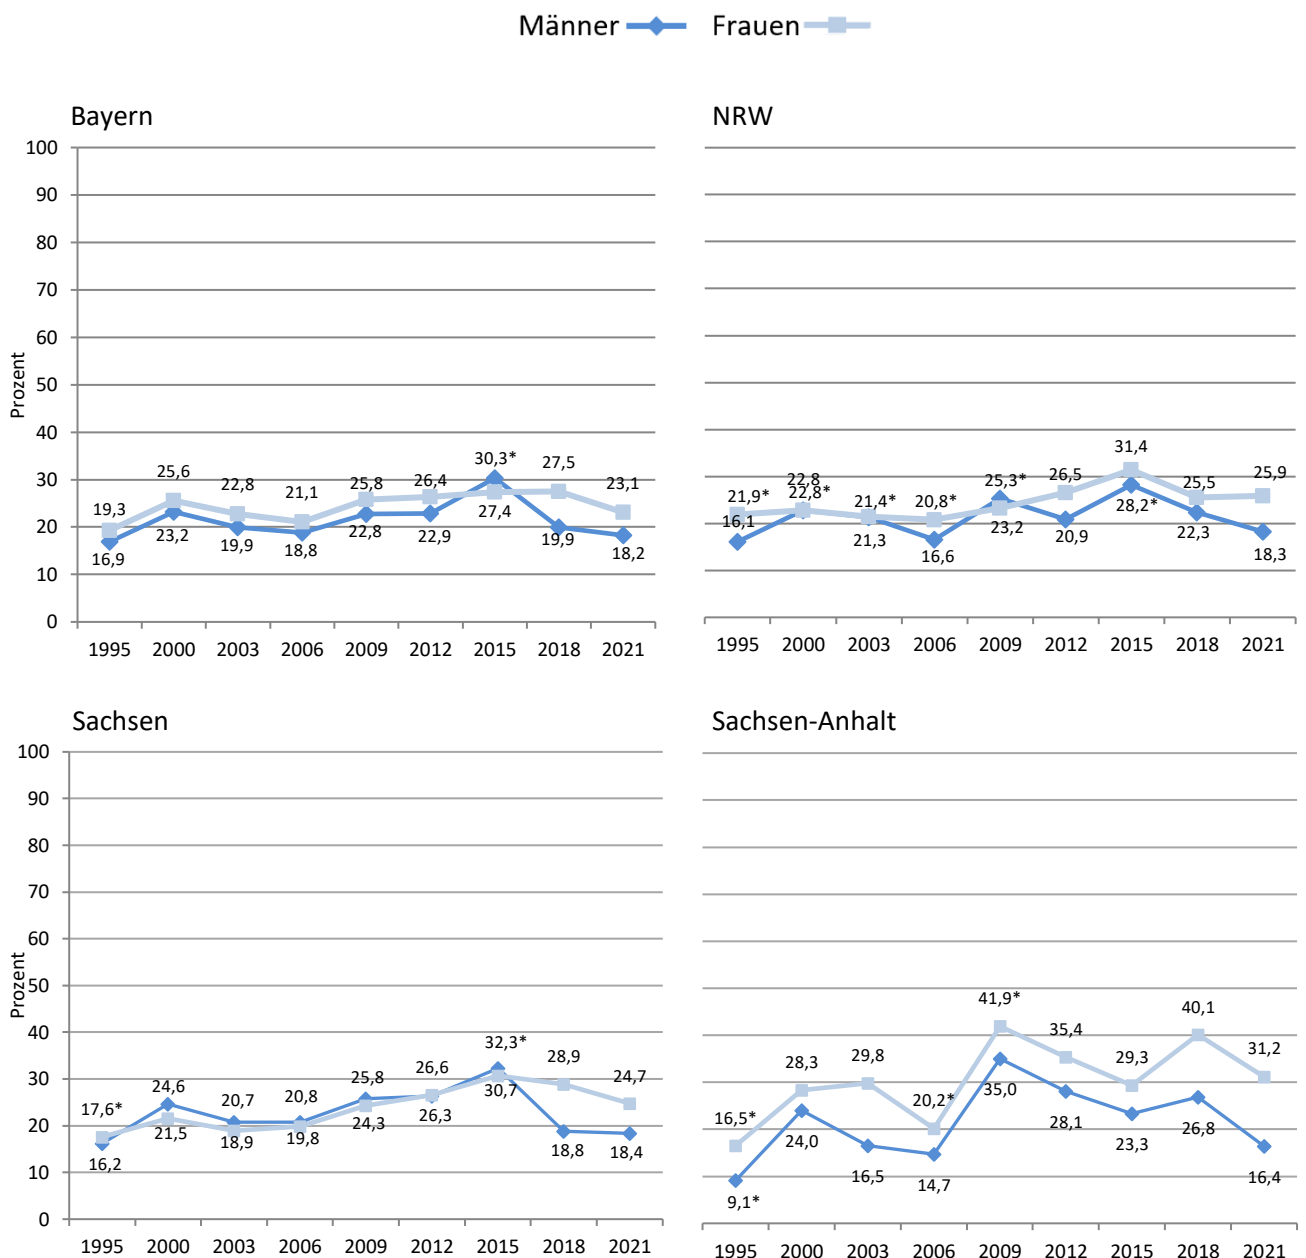 Männer Frauen
Bayern
NRW
100
90
80
70
60
50
40
30
20
10
0
Prozent
19,3 25,6 22,8 21,1 25,8 26,4 30,3* 27,5 23,1
16,9 23,2 19,9 18,8 22,8 22,9 27,4 19,9 18,2
1995 2000 2003 2006 2009 2012 2015 2018 2021
21,9* 22,8 21,4* 20,8* 25,3* 26,5 31,4 25,5 25,9
16,1 22,8* 21,3 16,6 23,2 20,9 28,2* 22,3 18,3
1995 2000 2003 2006 2009 2012 2015 2018 2021
Sachsen
Sachsen-Anhalt
100
90
80
70
60
50
40
30
20
10
0
Prozent
17,6* 24,6 20,7 20,8 25,8 26,6 32,3* 28,9 24,7
16,2 21,5 18,9 19,8 24,3 26,3 30,7 18,8 18,4
1995 2000 2003 2006 2009 2012 2015 2018 2021
16,5* 28,3 29,8 20,2* 41,9* 35,4 29,3 40,1 31,2
9,1* 24,0 16,5 14,7 35,0 28,1 23,3 26,8 16,4
1995 2000 2003 2006 2009 2012 2015 2018 2021